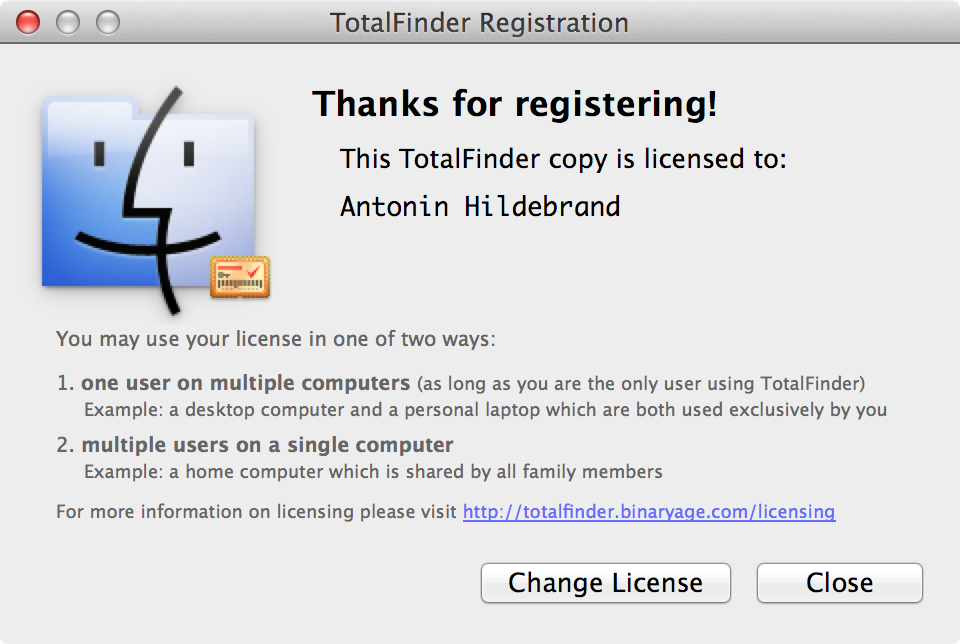 TotalFinder Registration
Thanks for registering!
This TotalFinder copy is licensed to:
Antonin Hildebrand
You may use your license in one of two ways:
1. one user on multiple computers (as long as you are the only user using TotalFinder)
Example: a desktop computer and a personal laptop which are both used exclusively by you
2. multiple users on a single computer
Example: a home computer which is shared by all family members
For more information on licensing please visit http://totalfinder.binaryage.com/licensing
Change License
Close